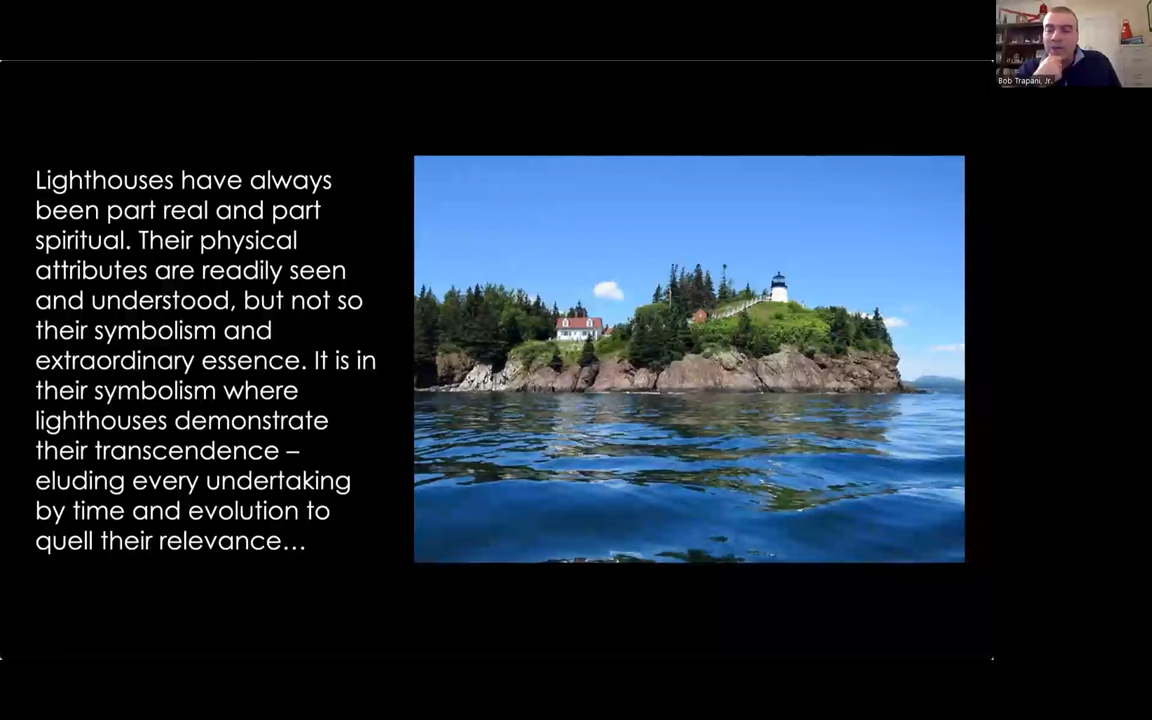 Bob Trapani, Jr.
Lighthouses have always
been part real and part
spiritual. Their physical
attributes are readily seen
and understood, but not so
their symbolism and
extraordinary essence. It is in
their symbolism where
lighthouses demonstrate
their transcendence –
eluding every undertaking
by time and evolution to
quell their relevance…